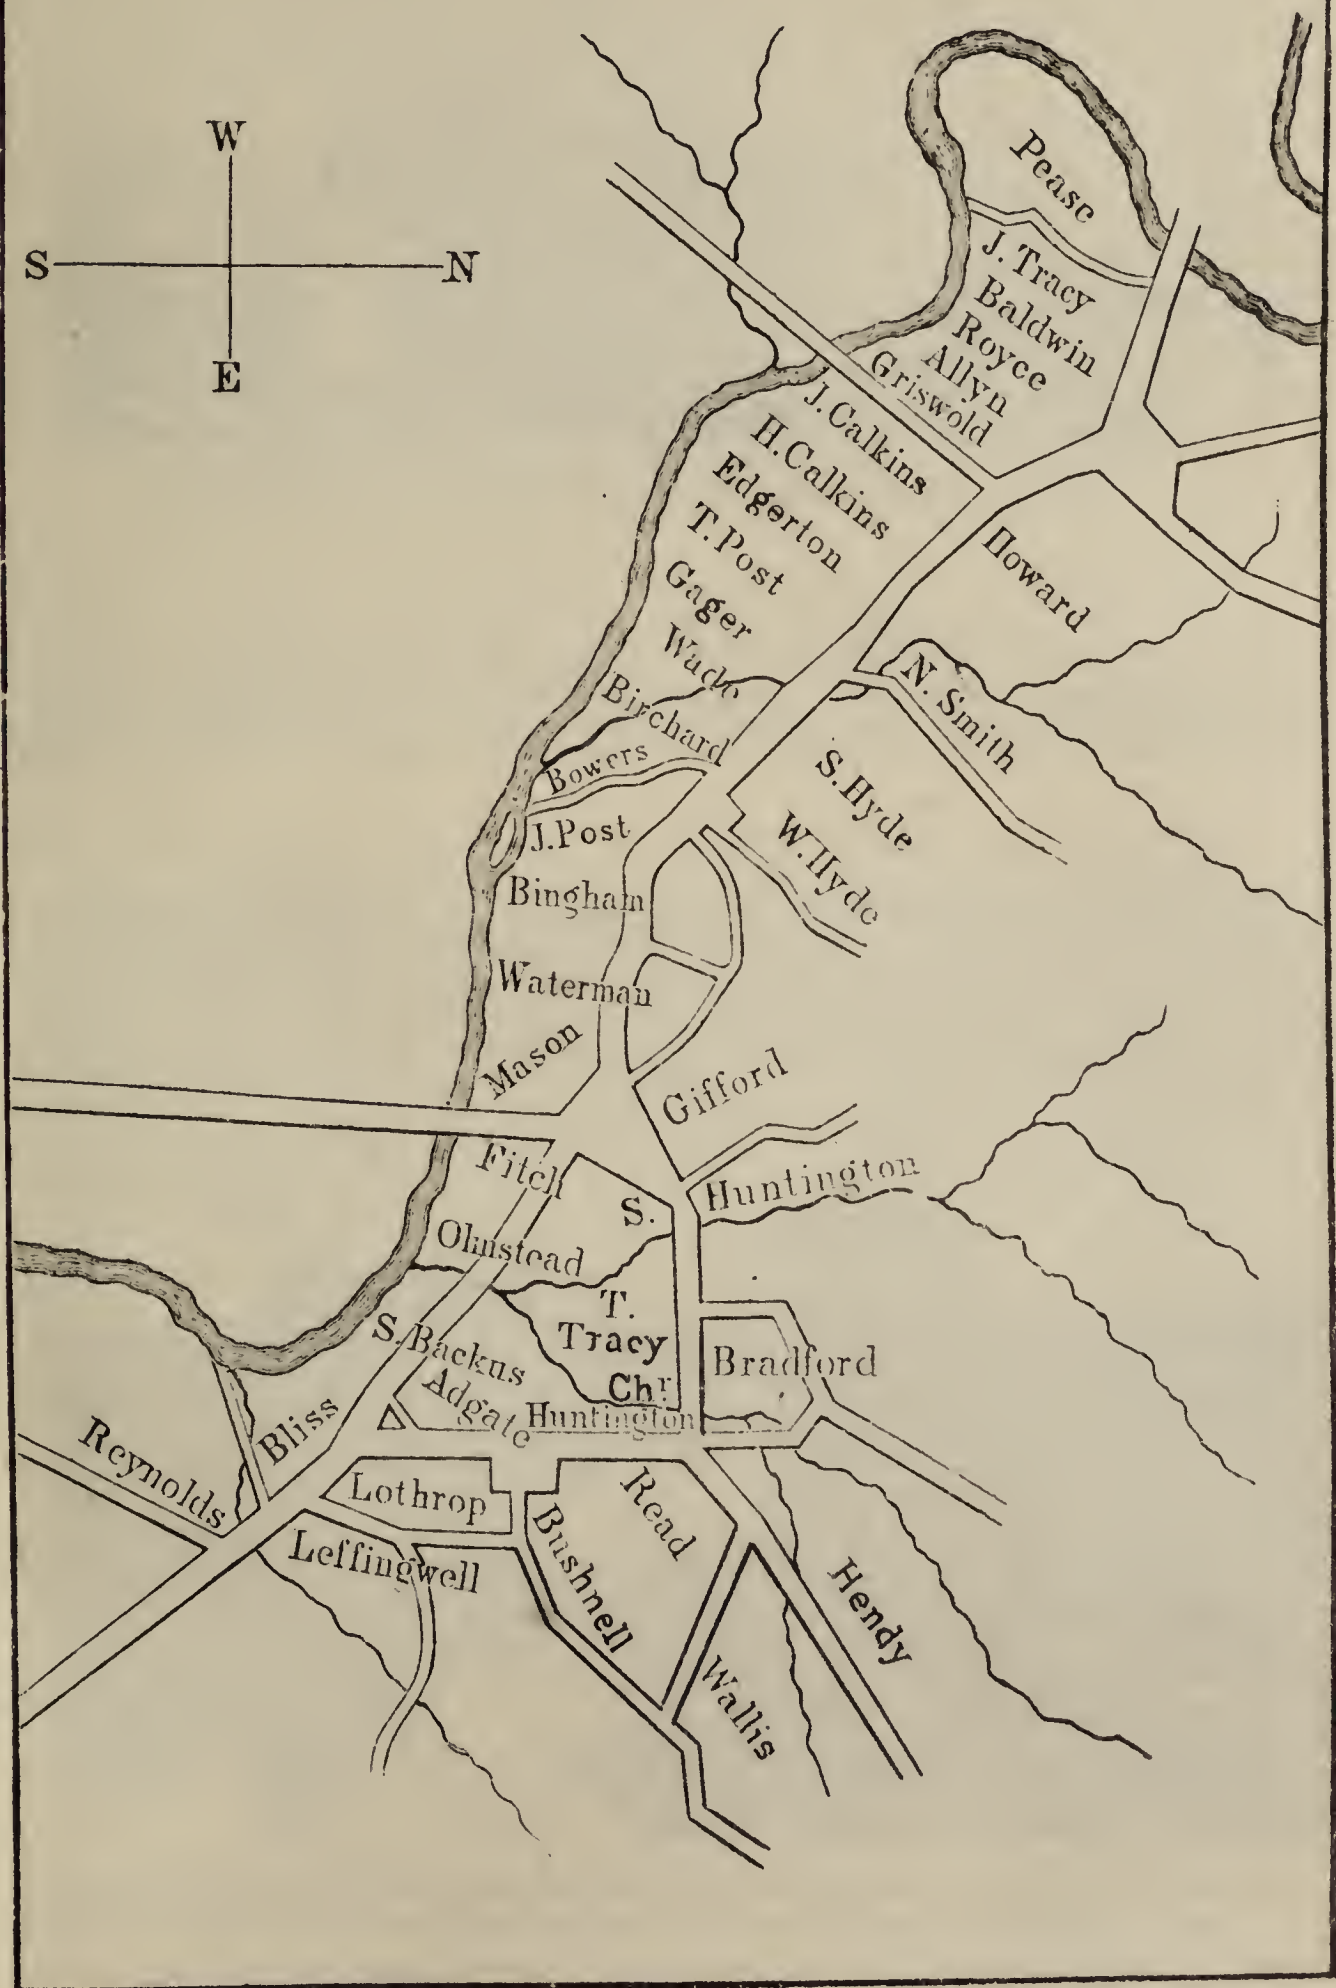 W
S
N
E
Pease
J. Tracy
Baldwin
Royce
Allyn
Griswold
J. Calkins
H. Calkins
Edgerton
T. Post
Gager
Wade
Birchard
Bowers
Howard
N. Smith
S. Hyde
W. Hyde
J. Post
Bingham
Waterman
Mason
Gifford
Fitch
S.
Huntington
Olmstead
T.
Tracy
S. Backus
Adgate
Chr
Huntington
Bradford
Bliss
Reynolds
Lothrop
Leffingwell
Bushnell
Read
Hendy
Wallis